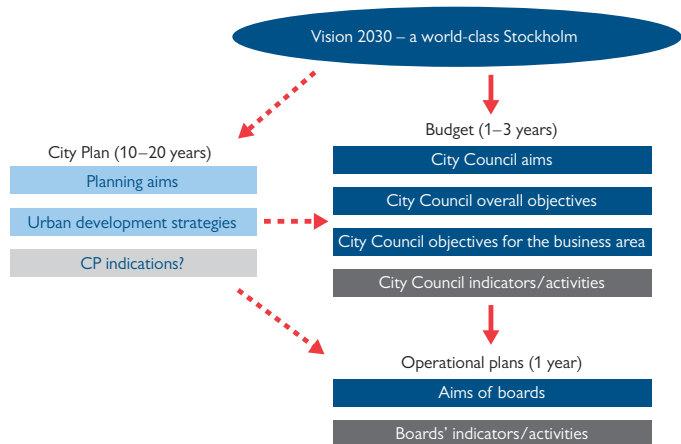 Vision 2030 – a world-class Stockholm
City Plan (10–20 years)
Planning aims
Urban development strategies
CP indications?
Budget (1–3 years)
City Council aims
City Council overall objectives
City Council objectives for the business area
City Council indicators/activities
Operational plans (1 year)
Aims of boards
Boards' indicators/activities